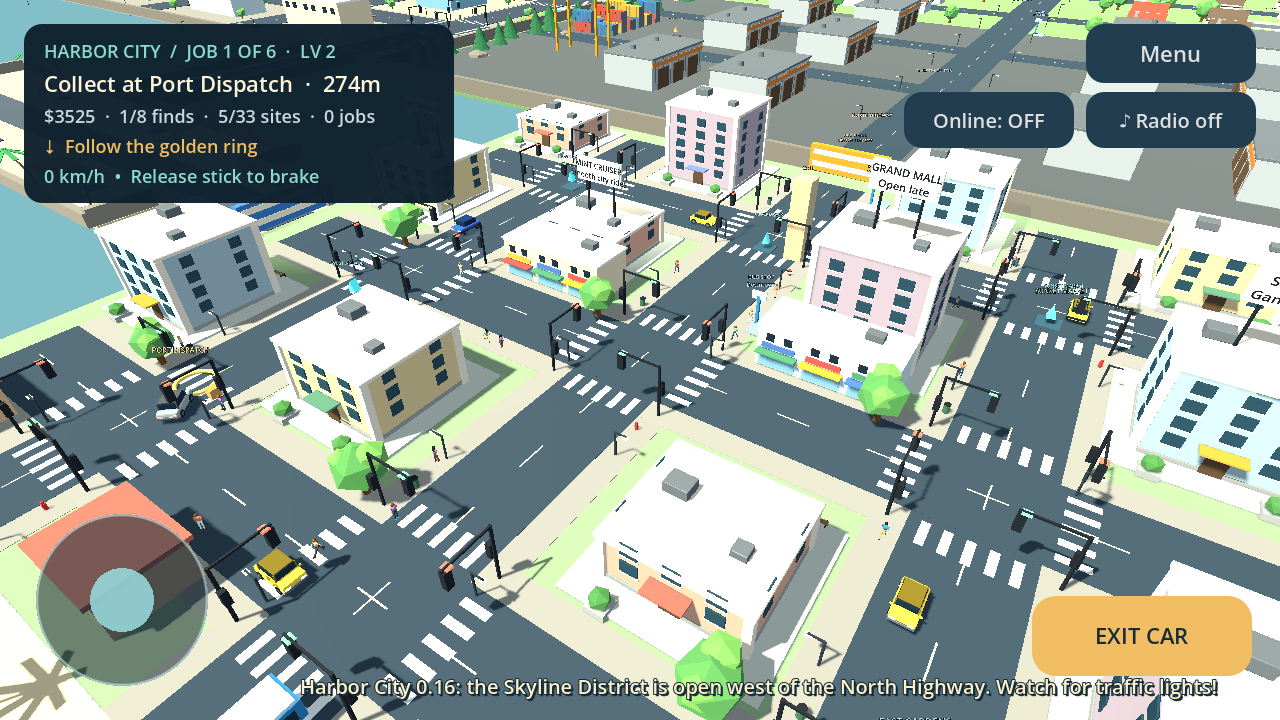 HARBOR CITY / JOB 1 OF 6 · LV 2
Collect at Port Dispatch · 274m
$3525 · 1/8 finds · 5/33 sites · 0 jobs
↓ Follow the golden ring
0 km/h • Release stick to brake
Menu
Online: OFF
♪ Radio off
GRAND MALL
Open late
PORT DISPATCH
EXIT CAR
Harbor City 0.16: the Skyline District is open west of the North Highway. Watch for traffic lights!